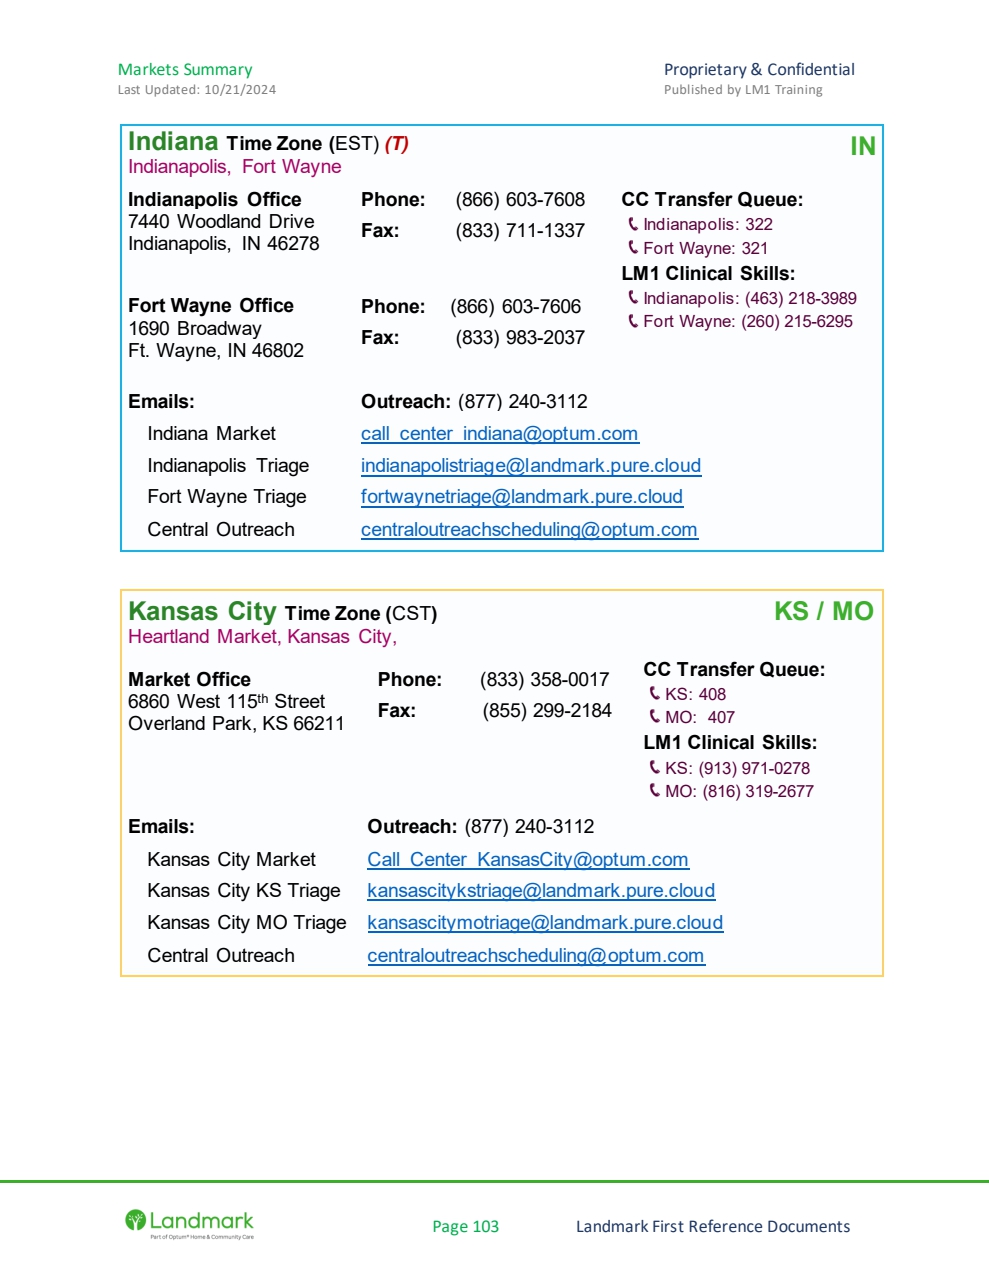 Markets Summary
Proprietary & Confidential
Last Updated: 10/21/2024
Published by LM1 Training
Indiana Time Zone (EST) (T)
IN
Indianapolis, Fort Wayne
Indianapolis Office
7440 Woodland Drive
Indianapolis, IN 46278
Phone: (866) 603-7608
Fax: (833) 711-1337
CC Transfer Queue:
Indianapolis: 322
Fort Wayne: 321
LM1 Clinical Skills:
Indianapolis: (463) 218-3989
Fort Wayne: (260) 215-6295
Fort Wayne Office
1690 Broadway
Ft. Wayne, IN 46802
Phone: (866) 603-7606
Fax: (833) 983-2037
Emails:
Outreach: (877) 240-3112
Indiana Market call_center_indiana@optum.com
Indianapolis Triage indianapolistriage@landmark.pure.cloud
Fort Wayne Triage fortwaynetriage@landmark.pure.cloud
Central Outreach centraloutreachscheduling@optum.com
Kansas City Time Zone (CST)
KS / MO
Heartland Market, Kansas City,
Market Office
6860 West 115th Street
Overland Park, KS 66211
Phone: (833) 358-0017
Fax: (855) 299-2184
CC Transfer Queue:
KS: 408
MO: 407
LM1 Clinical Skills:
KS: (913) 971-0278
MO: (816) 319-2677
Emails:
Outreach: (877) 240-3112
Kansas City Market Call_Center_KansasCity@optum.com
Kansas City KS Triage kansascitykstriage@landmark.pure.cloud
Kansas City MO Triage kansascitymotriage@landmark.pure.cloud
Central Outreach centraloutreachscheduling@optum.com
Landmark
Part of Optum® Home & Community Care
Page 103
Landmark First Reference Documents